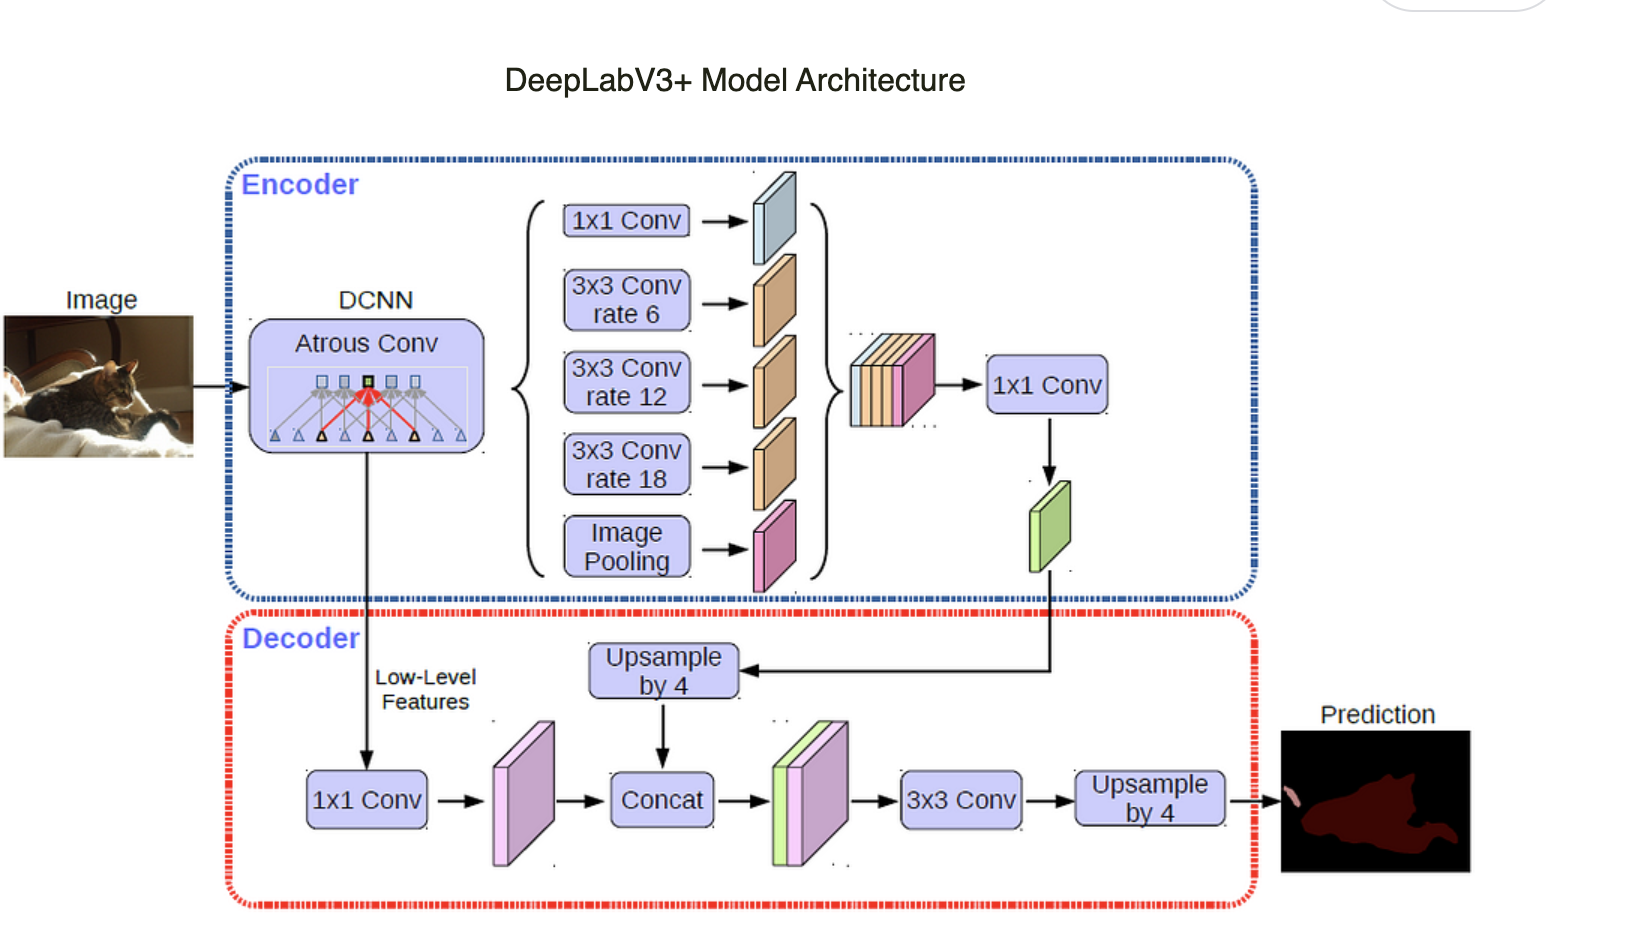 DeepLabV3+ Model Architecture
Encoder
Image
DCNN
Atrous Conv
1x1 Conv
3x3 Conv
rate 6
3x3 Conv
rate 12
3x3 Conv
rate 18
Image
Pooling
1x1 Conv
Decoder
Low-Level
Features
Upsample
by 4
1x1 Conv
Concat
3x3 Conv
Upsample
by 4
Prediction